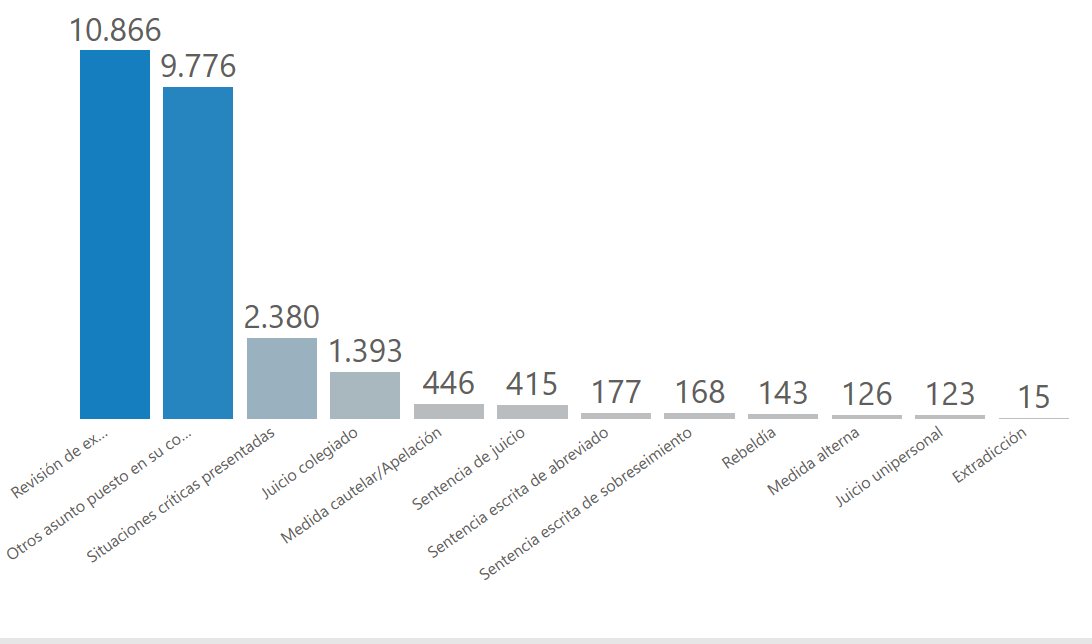 10.866
9.776
2.380
1.393
446
415
177
168
143
126
123
15
Revisión de ex...
Otros asunto puesto en su co...
Situaciones críticas presentadas
Juicio colegiado
Medida cautelar/Apelación
Sentencia de juicio
Sentencia escrita de abreviado
Sentencia escrita de sobreseimiento
Rebeldía
Medida alterna
Juicio unipersonal
Extradicción